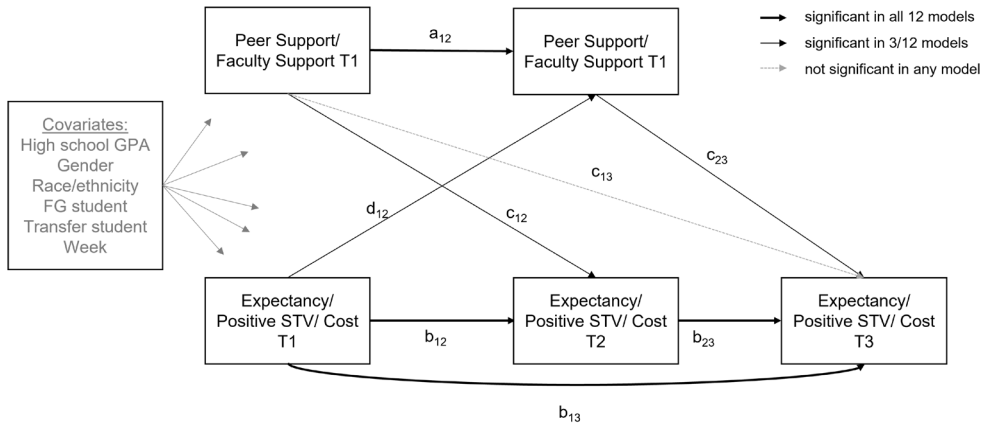 Peer Support/
Faculty Support T1
a12
Peer Support/
Faculty Support T1
significant in all 12 models
significant in 3/12 models
not significant in any model
Covariates:
High school GPA
Gender
Race/ethnicity
FG student
Transfer student
Week
d12
c12
c13
c23
Expectancy/
Positive STV/ Cost
T1
b12
Expectancy/
Positive STV/ Cost
T2
b23
Expectancy/
Positive STV/ Cost
T3
b13